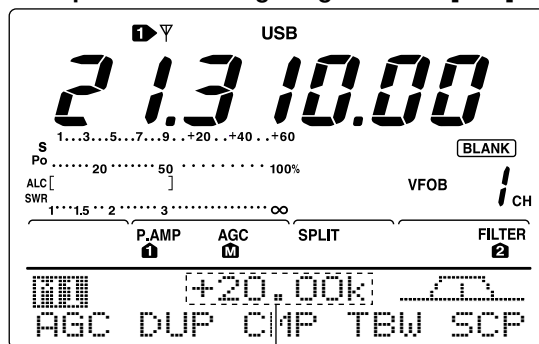 1 USB
21.310.00
1...3...5...7...9..+20..+40..+60
S
BLANK
Po ...... 20 ...... 50 ............ 100%
ALC [ ]
VFOB 1 CH
SWR
1....1.5...2 ...... 3 ............ ∞
P.AMP AGC SPLIT FILTER
1 M 2
+20.00k
AGC DUP CMP TBW SCP